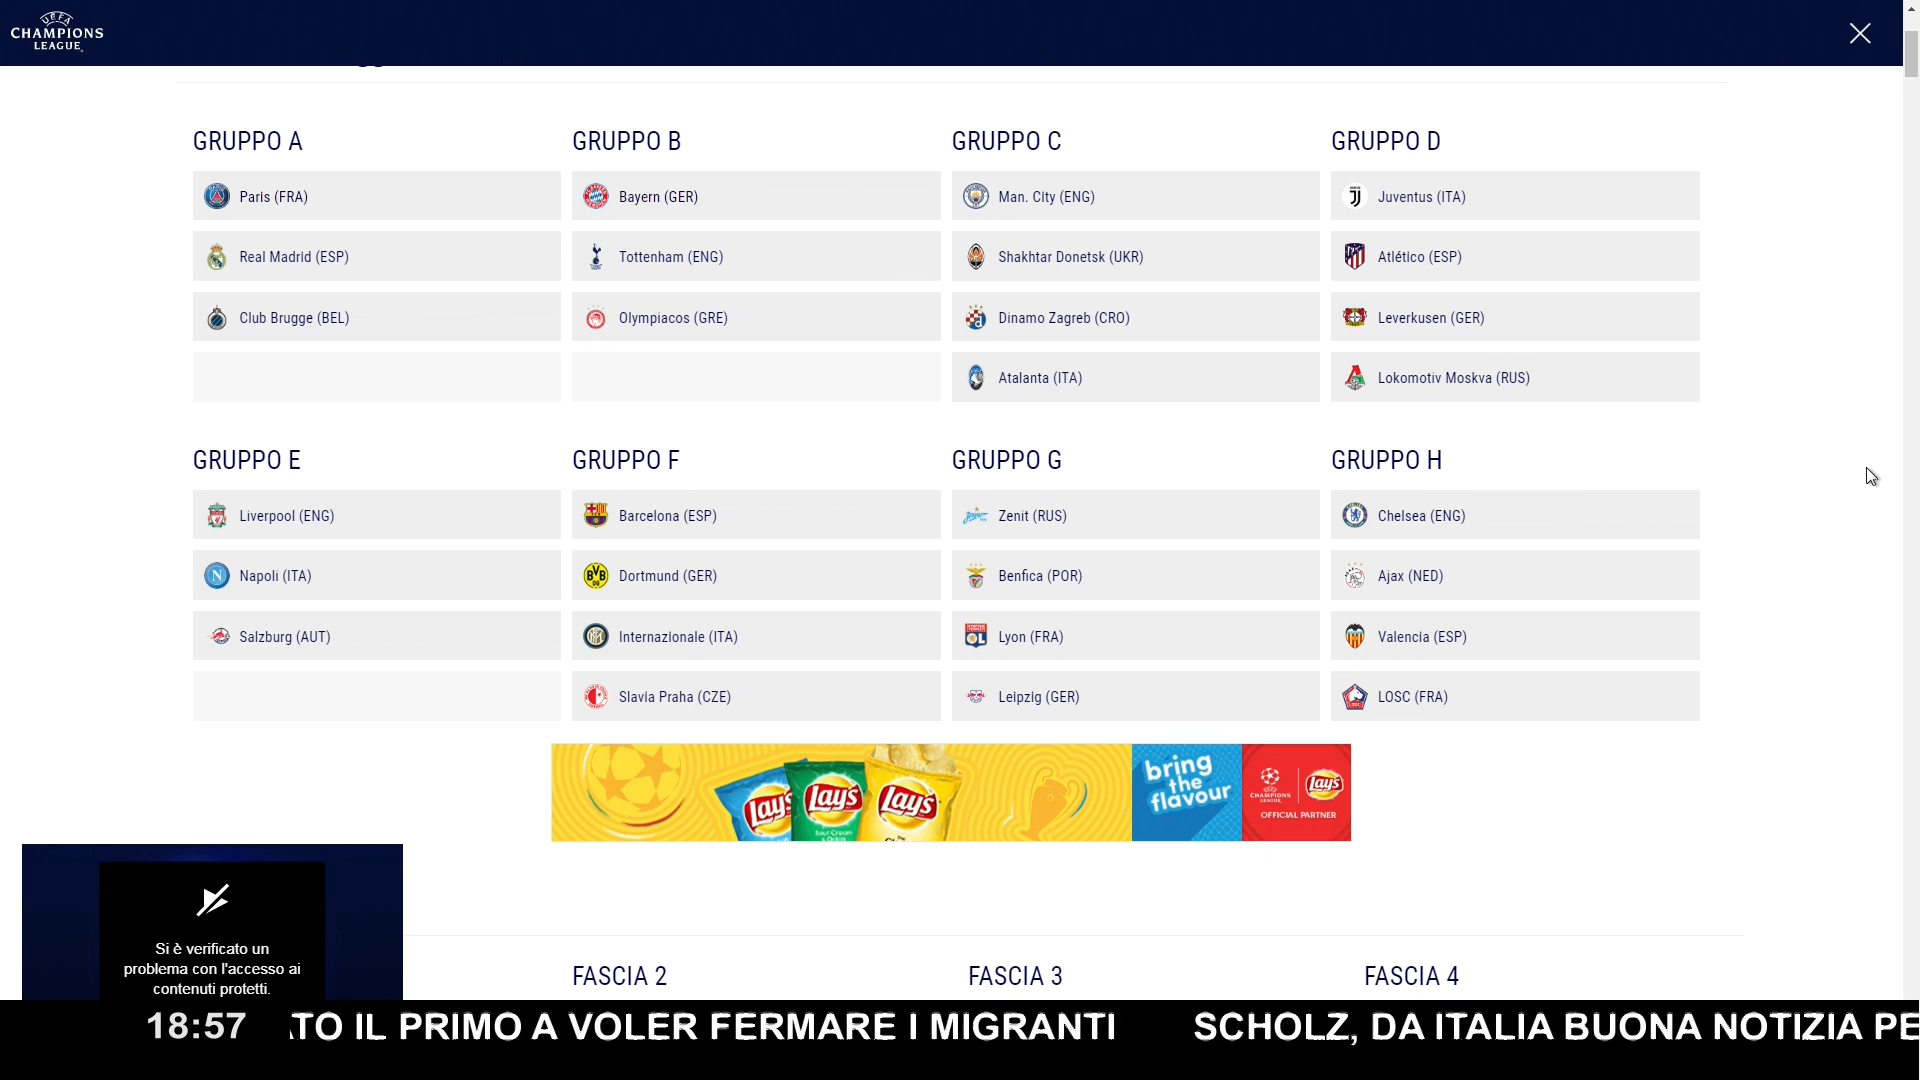 UEFA
CHAMPIONS
LEAGUE
GRUPPO A
Paris (FRA)
Real Madrid (ESP)
Club Brugge (BEL)
GRUPPO B
Bayern (GER)
Tottenham (ENG)
Olympiacos (GRE)
GRUPPO C
Man. City (ENG)
Shakhtar Donetsk (UKR)
Dinamo Zagreb (CRO)
Atalanta (ITA)
GRUPPO D
Juventus (ITA)
Atlético (ESP)
Leverkusen (GER)
Lokomotiv Moskva (RUS)
GRUPPO E
Liverpool (ENG)
Napoli (ITA)
Salzburg (AUT)
GRUPPO F
Barcelona (ESP)
Dortmund (GER)
Internazionale (ITA)
Slavia Praha (CZE)
GRUPPO G
Zenit (RUS)
Benfica (POR)
Lyon (FRA)
Leipzig (GER)
GRUPPO H
Chelsea (ENG)
Ajax (NED)
Valencia (ESP)
LOSC (FRA)
Lay's
Lay's
Lay's
bring
the
flavour
CHAMPIONS
LEAGUE
Lay's
OFFICIAL PARTNER
Si è verificato un
problema con l'accesso ai
contenuti protetti.
FASCIA 2
FASCIA 3
FASCIA 4
18:57
TO IL PRIMO A VOLER FERMARE I MIGRANTI
SCHOLZ, DA ITALIA BUONA NOTIZIA PE